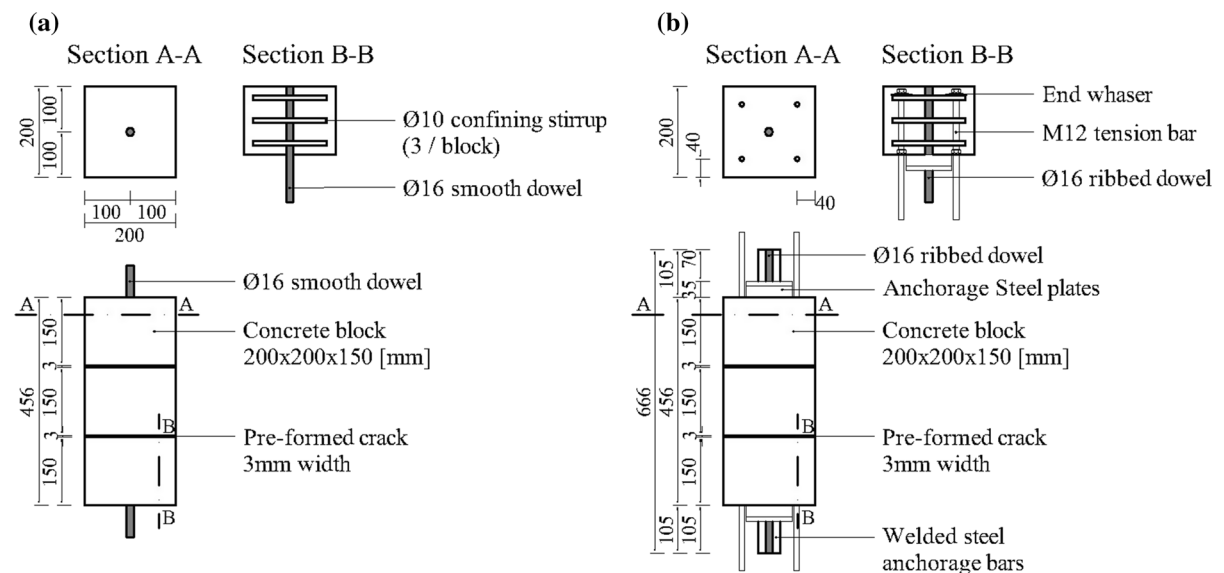 (a)
Section A-A
Section B-B
200
100
100
100
100
200
Ø10 confining stirrup
(3 / block)
Ø16 smooth dowel
Ø16 smooth dowel
A
A
Concrete block
200x200x150 [mm]
456
150
3
150
3
150
B
B
Pre-formed crack
3mm width
(b)
Section A-A
Section B-B
200
40
40
End whaser
M12 tension bar
Ø16 ribbed dowel
Ø16 ribbed dowel
Anchorage Steel plates
105
70
35
A
A
Concrete block
200x200x150 [mm]
666
456
150
3
150
3
150
B
B
Pre-formed crack
3mm width
105
105
Welded steel
anchorage bars